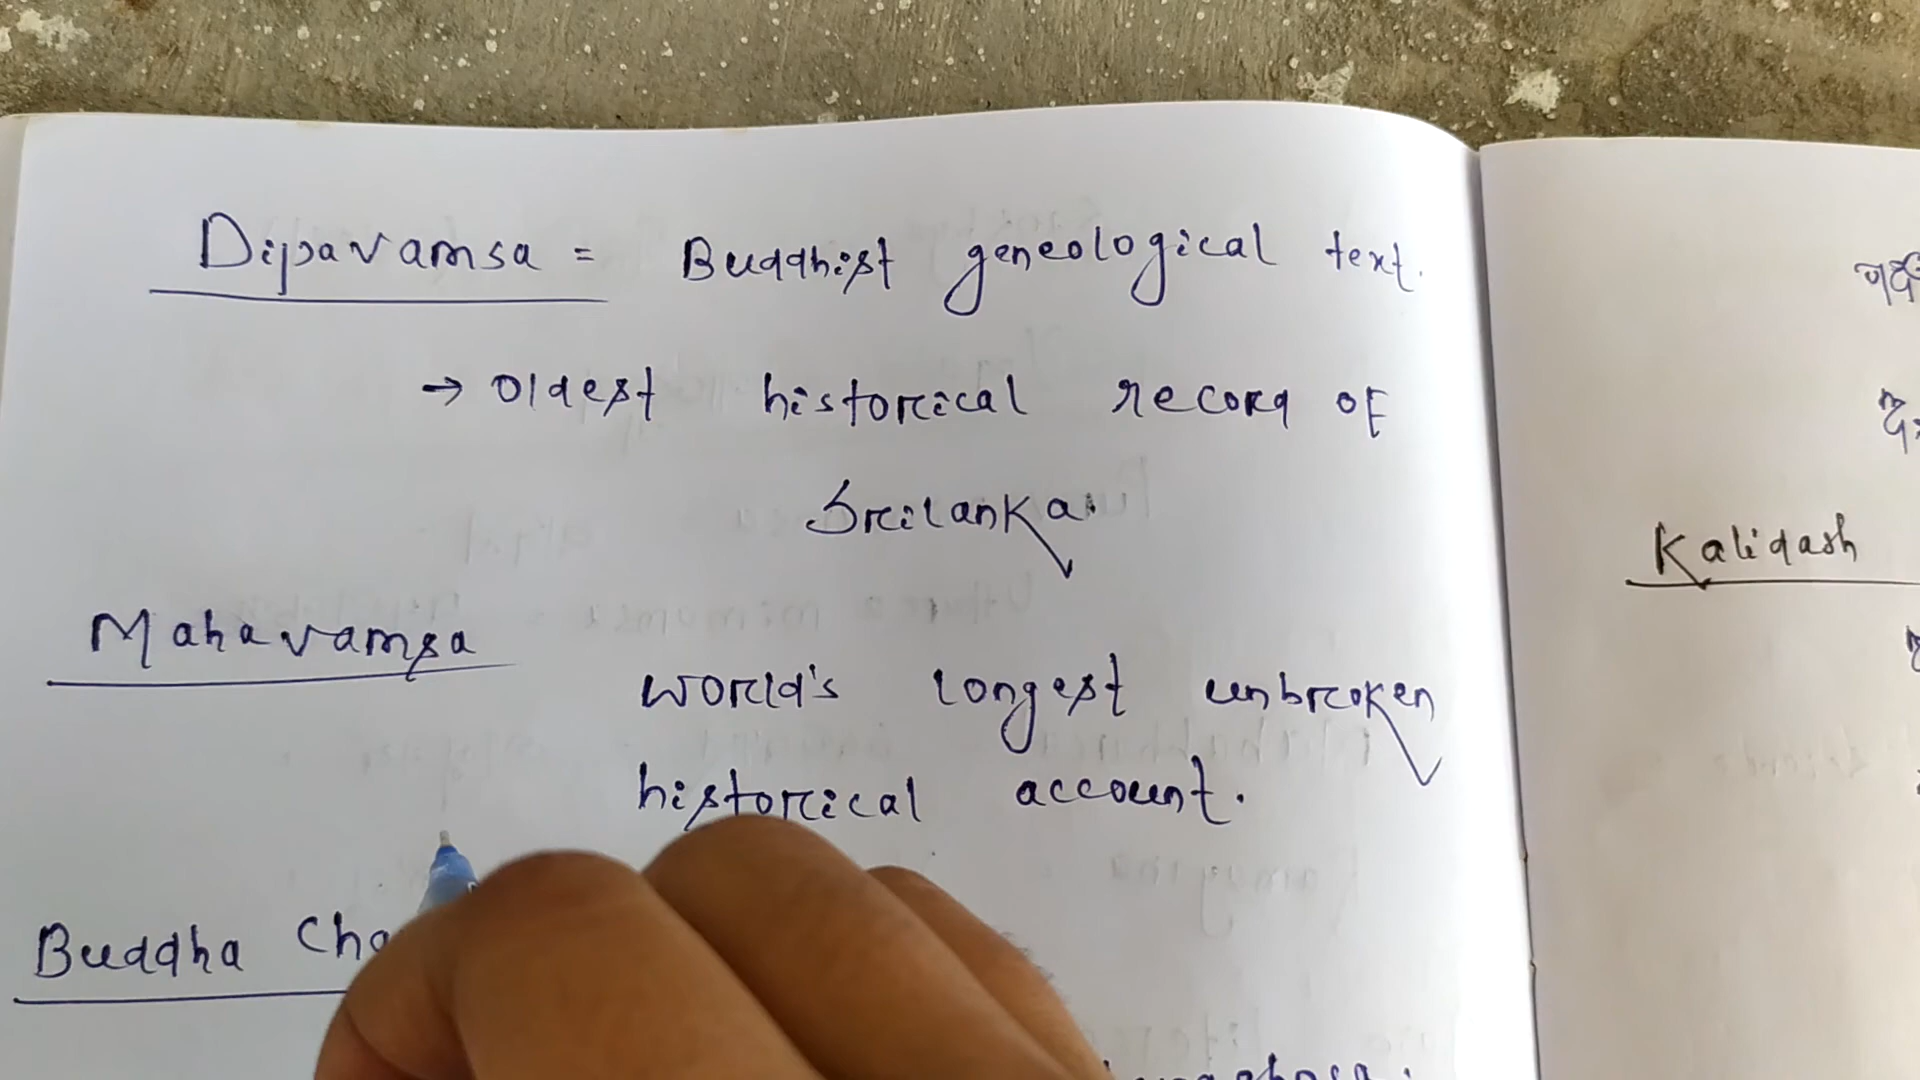 Dipavamsa = Buddhist geneological text.
→ Oldest historical record of
Srilanka
Mahavamsa
world's longest unbroken
historical account.
Buddha Cha
Kalidash